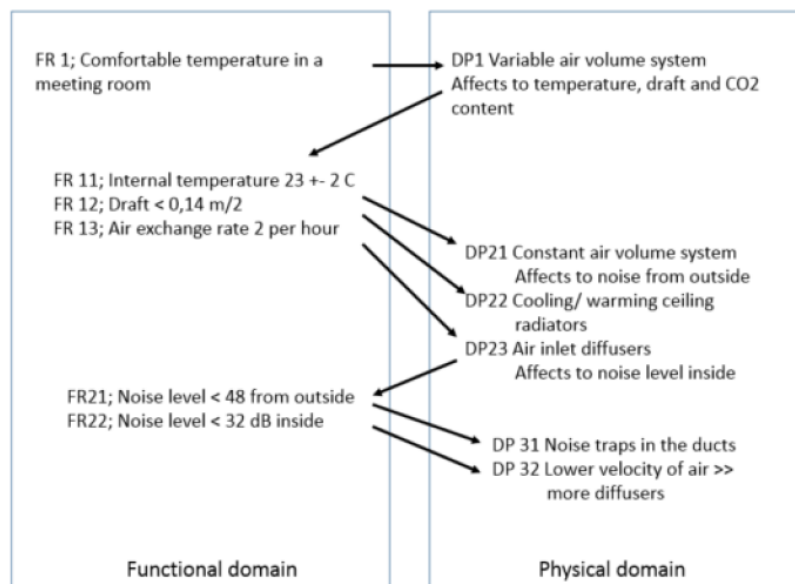 FR 1; Comfortable temperature in a
meeting room
DP1 Variable air volume system
Affects to temperature, draft and CO2
content
FR 11; Internal temperature 23 +- 2 C
FR 12; Draft < 0,14 m/2
FR 13; Air exchange rate 2 per hour
DP21 Constant air volume system
Affects to noise from outside
DP22 Cooling/ warming ceiling
radiators
DP23 Air inlet diffusers
Affects to noise level inside
FR21; Noise level < 48 from outside
FR22; Noise level < 32 dB inside
DP 31 Noise traps in the ducts
DP 32 Lower velocity of air >>
more diffusers
Functional domain
Physical domain